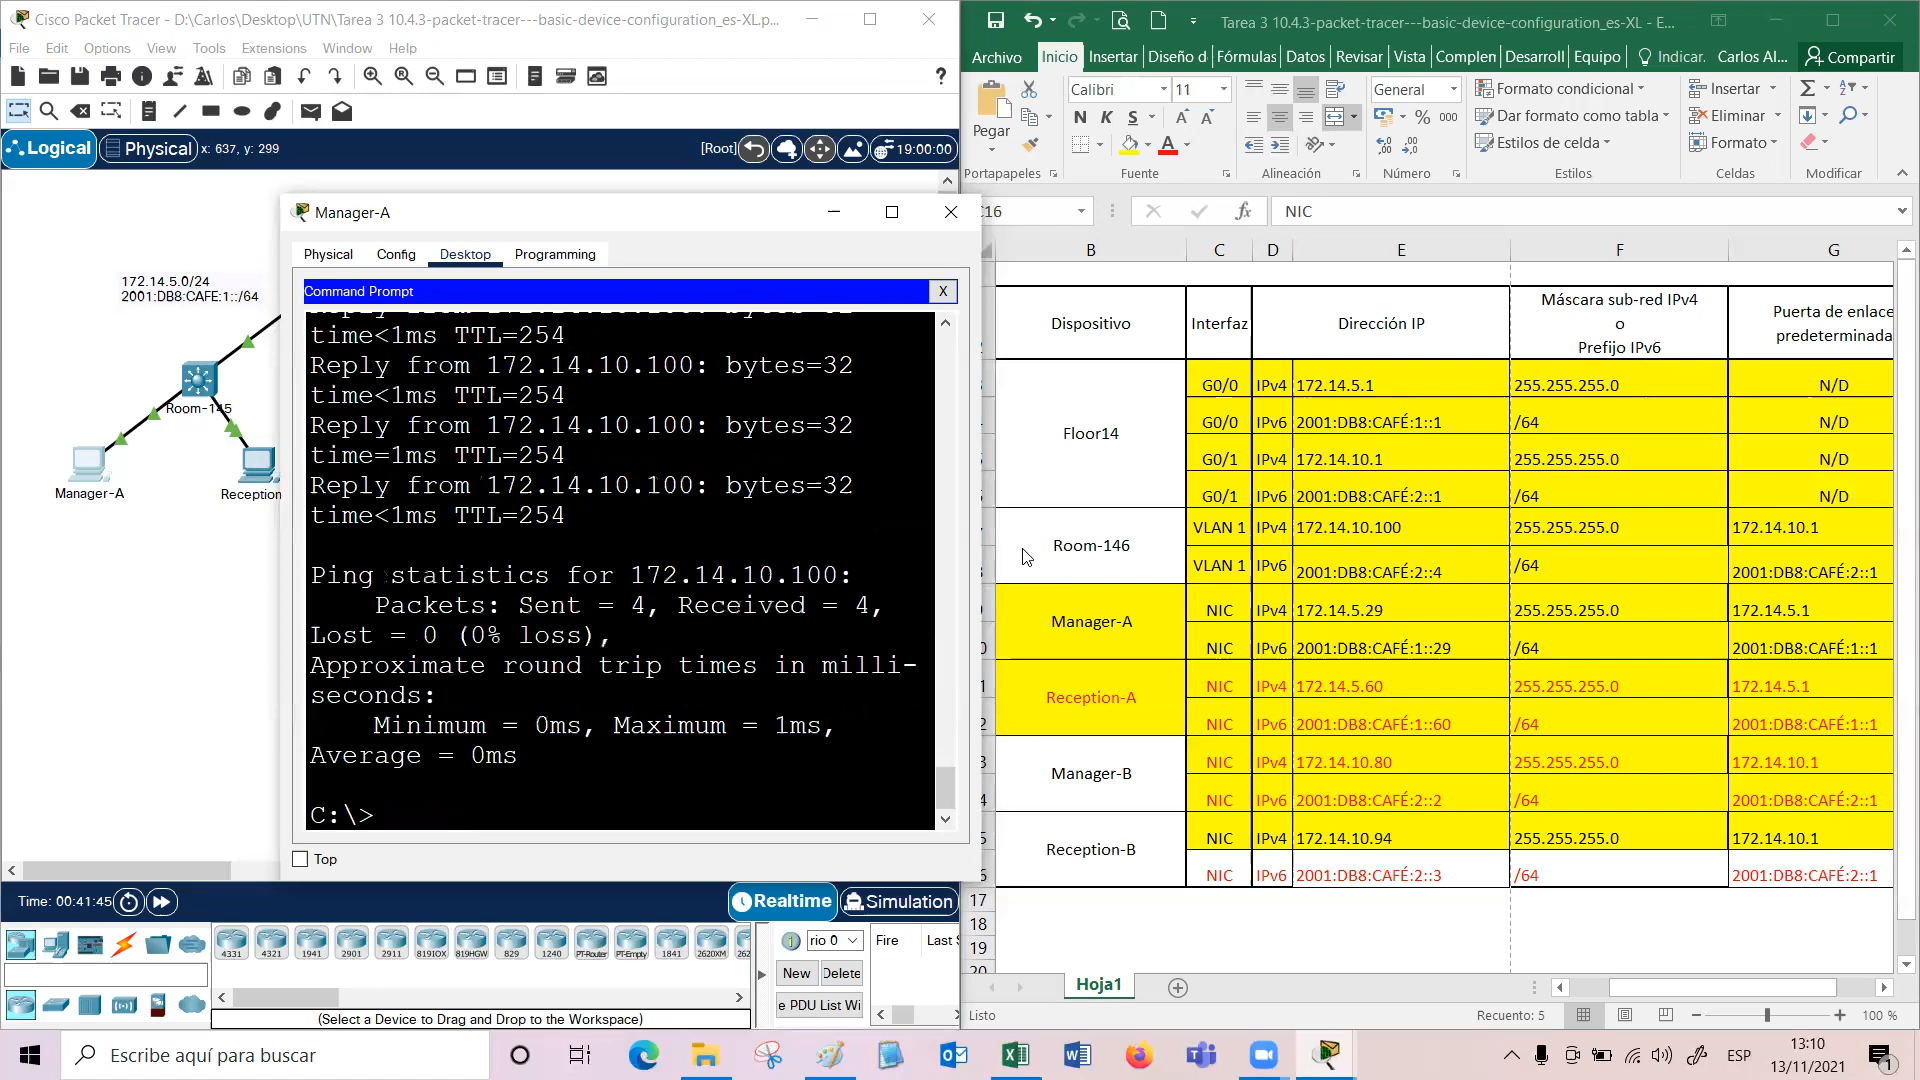 Cisco Packet Tracer - D:\Carlos\Desktop\UTN\Tarea 3 10.4.3-packet-tracer---basic-device-configuration_es-XL.p...
File Edit Options View Tools Extensions Window Help
Logical Physical x: 637, y: 299 [Root] 19:00:00
172.14.5.0/24
2001:DB8:CAFE:1::/64
Room-145
Manager-A
Reception
Manager-A
Physical Config Desktop Programming
Command Prompt X
time<1ms TTL=254
Reply from 172.14.10.100: bytes=32
time<1ms TTL=254
Reply from 172.14.10.100: bytes=32
time=1ms TTL=254
Reply from 172.14.10.100: bytes=32
time<1ms TTL=254
Ping statistics for 172.14.10.100:
Packets: Sent = 4, Received = 4,
Lost = 0 (0% loss),
Approximate round trip times in milli-
seconds:
Minimum = 0ms, Maximum = 1ms,
Average = 0ms
C:\>
Top
Time: 00:41:45 Realtime Simulation
4331 4321 1941 2901 2911 819IOX 819HGW 829 1240 PT-Router PT-Empty 1841 2620XM 262
(Select a Device to Drag and Drop to the Workspace)
rio 0 Fire Last S
New Delete
e PDU List Wi
Tarea 3 10.4.3-packet-tracer---basic-device-configuration_es-XL - E...
Archivo Inicio Insertar Diseño d Fórmulas Datos Revisar Vista Complen Desarroll Equipo Indicar. Carlos Al... Compartir
Pegar
Calibri 11
N K S
General
% 000
Formato condicional
Dar formato como tabla
Estilos de celda
Insertar
Eliminar
Formato
Portapapeles Fuente Alineación Número Estilos Celdas Modificar
C16 fx NIC
B C D E F G
Dispositivo Interfaz Dirección IP Máscara sub-red IPv4 o Prefijo IPv6 Puerta de enlace predeterminada
Floor14
G0/0 IPv4 172.14.5.1 255.255.255.0 N/D
G0/0 IPv6 2001:DB8:CAFÉ:1::1 /64 N/D
G0/1 IPv4 172.14.10.1 255.255.255.0 N/D
G0/1 IPv6 2001:DB8:CAFÉ:2::1 /64 N/D
Room-146
VLAN 1 IPv4 172.14.10.100 255.255.255.0 172.14.10.1
VLAN 1 IPv6 2001:DB8:CAFÉ:2::4 /64 2001:DB8:CAFÉ:2::1
Manager-A
NIC IPv4 172.14.5.29 255.255.255.0 172.14.5.1
NIC IPv6 2001:DB8:CAFÉ:1::29 /64 2001:DB8:CAFÉ:1::1
Reception-A
NIC IPv4 172.14.5.60 255.255.255.0 172.14.5.1
NIC IPv6 2001:DB8:CAFÉ:1::60 /64 2001:DB8:CAFÉ:1::1
Manager-B
NIC IPv4 172.14.10.80 255.255.255.0 172.14.10.1
NIC IPv6 2001:DB8:CAFÉ:2::2 /64 2001:DB8:CAFÉ:2::1
Reception-B
NIC IPv4 172.14.10.94 255.255.255.0 172.14.10.1
NIC IPv6 2001:DB8:CAFÉ:2::3 /64 2001:DB8:CAFÉ:2::1
17
18
19
20
Hoja1
Listo Recuento: 5 100 %
Escribe aquí para buscar
ESP
13:10
13/11/2021
1